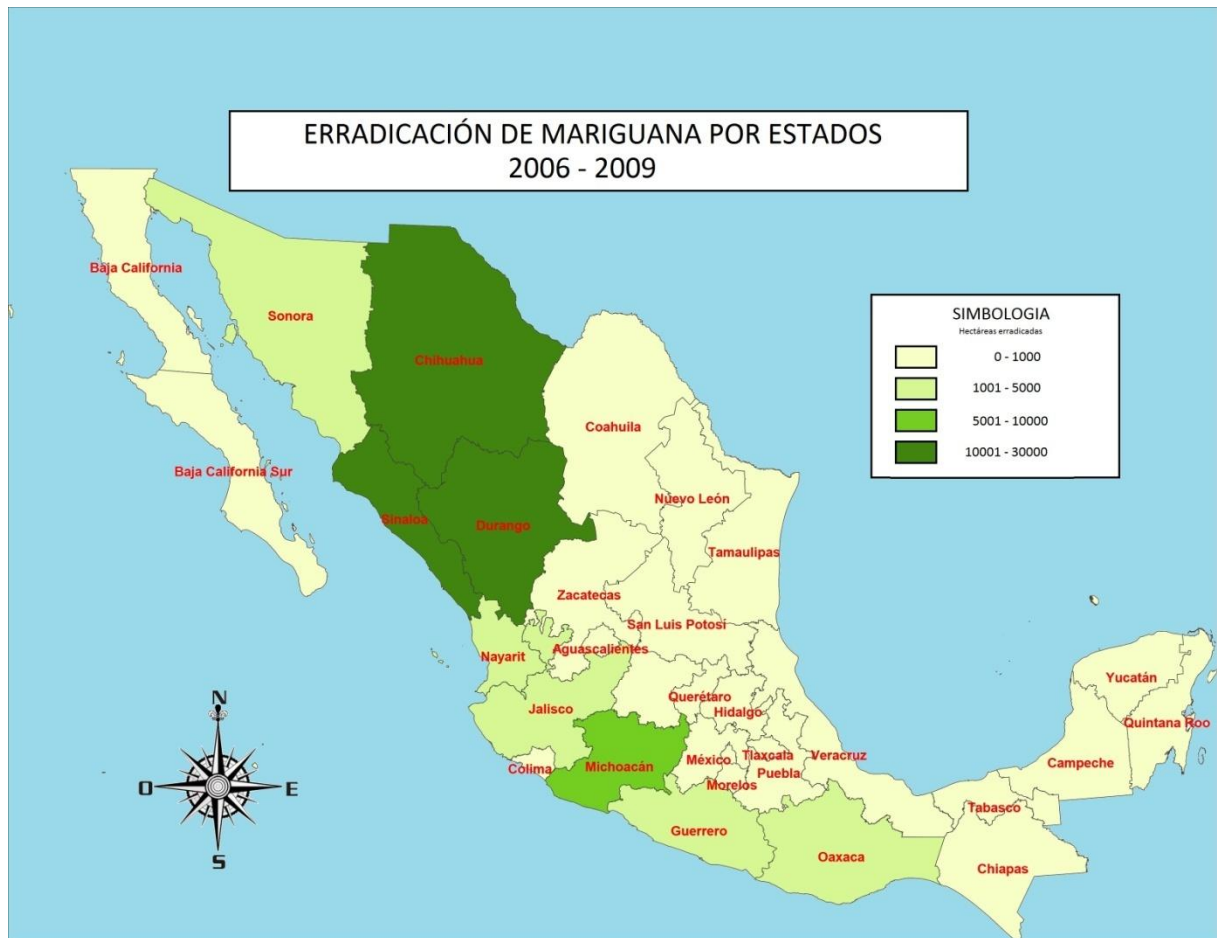 ERRADICACIÓN DE MARIGUANA POR ESTADOS
2006 - 2009
Baja California
Sonora
Chihuahua
SIMBOLOGIA
Hectáreas erradicadas
0 - 1000
1001 - 5000
5001 - 10000
10001 - 30000
Coahuila
Baja California Sur
Nuevo León
Sinaloa
Durango
Tamaulipas
Zacatecas
San Luis Potosí
Nayarit
Aguascalientes
Yucatán
Querétaro
Hidalgo
Jalisco
Quintana Roo
Colima
Michoacán
México
Tlaxcala
Veracruz
Campeche
Puebla
Morelos
Tabasco
Guerrero
Oaxaca
Chiapas
N
O
E
S